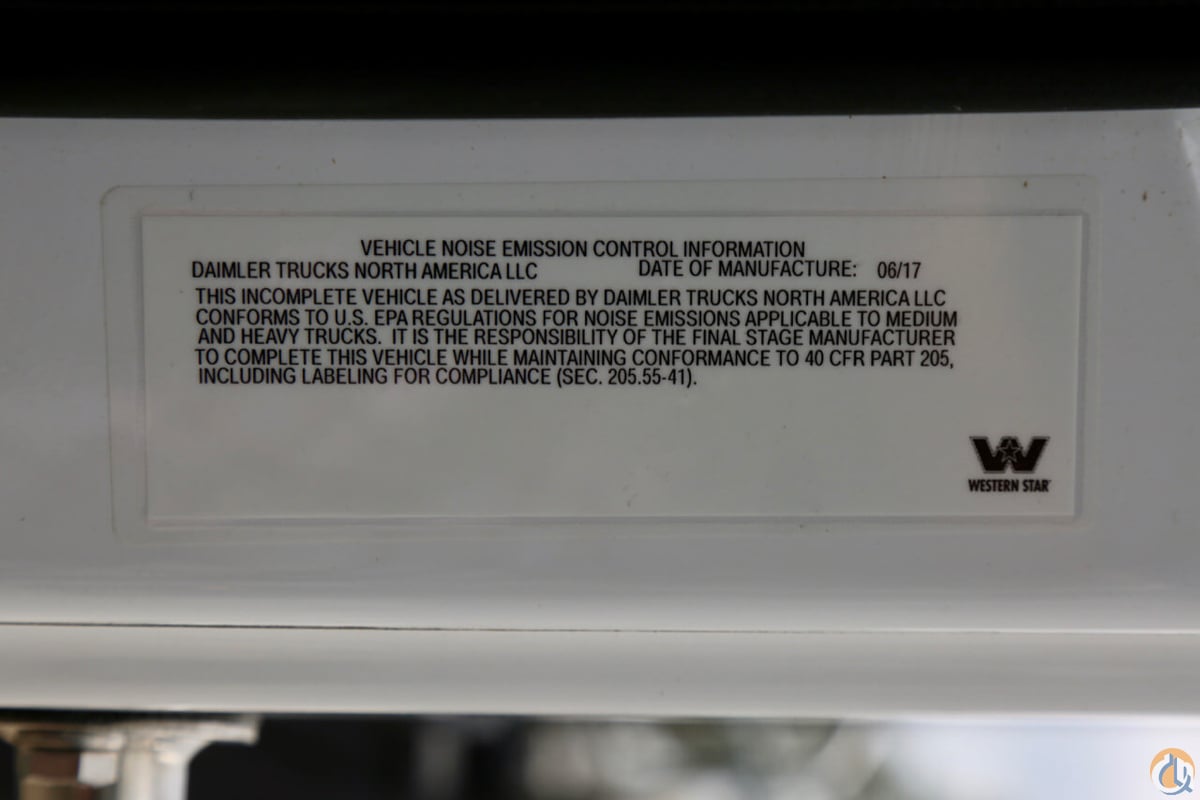 VEHICLE NOISE EMISSION CONTROL INFORMATION
DAIMLER TRUCKS NORTH AMERICA LLC DATE OF MANUFACTURE: 06/17
THIS INCOMPLETE VEHICLE AS DELIVERED BY DAIMLER TRUCKS NORTH AMERICA LLC
CONFORMS TO U.S. EPA REGULATIONS FOR NOISE EMISSIONS APPLICABLE TO MEDIUM
AND HEAVY TRUCKS. IT IS THE RESPONSIBILITY OF THE FINAL STAGE MANUFACTURER
TO COMPLETE THIS VEHICLE WHILE MAINTAINING CONFORMANCE TO 40 CFR PART 205,
INCLUDING LABELING FOR COMPLIANCE (SEC. 205.55-41).
WESTERN STAR